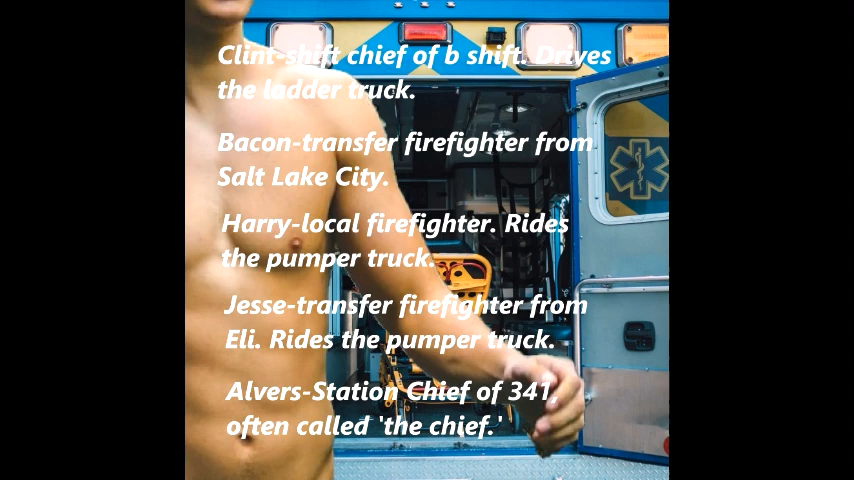 Clint-shift chief of b shift. Drives
the ladder truck.
Bacon-transfer firefighter from
Salt Lake City.
Harry-local firefighter. Rides
the pumper truck.
Jesse-transfer firefighter from
Eli. Rides the pumper truck.
Alvers-Station Chief of 341,
often called 'the chief.'